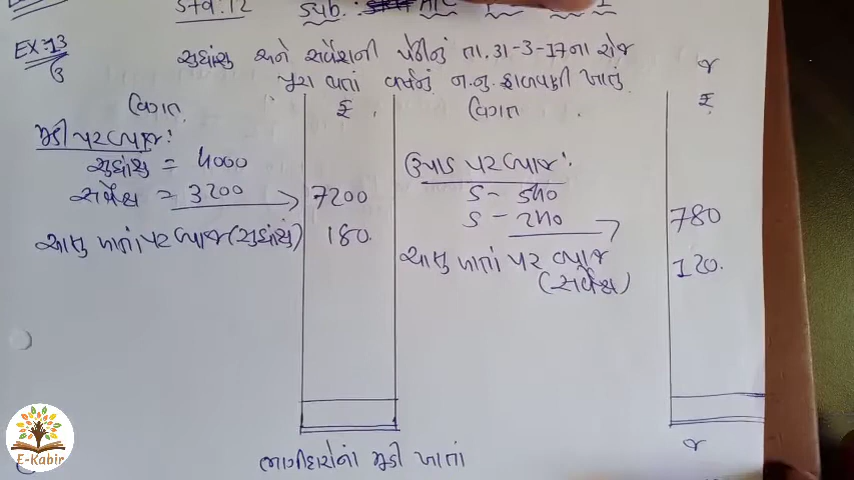 Std: 12 Sub:
EX:13
સુધાંશુ અને સર્વેશની પેઢીનું તા. 31-3-17ના રોજ
પૂરા થતાં વર્ષનું ન.નુ. ફાળવણી ખાતું
ઉ
જ
વિગત ₹ વિગત ₹
મૂડી પર વ્યાજ:
સુધાંશુ = 4000
સર્વેશ = 3200 → 7200
ચાલુ ખાતાં પર વ્યાજ (સુધાંશું) 180.
ઉપાડ પર વ્યાજ:
S - 540
S - 240 780
ચાલુ ખાતાં પર વ્યાજ
(સર્વેશ) 120.
ભાગીદારોનાં મૂડી ખાતાં
જ
E-Kabir